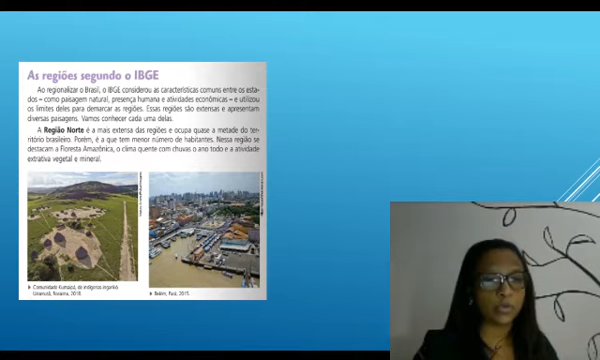 As regiões segundo o IBGE
Ao regionalizar o Brasil, o IBGE considerou as características comuns entre os esta-
dos – como paisagem natural, presença humana e atividades econômicas – e utilizou
os limites deles para demarcar as regiões. Essas regiões são extensas e apresentam
diversas paisagens. Vamos conhecer cada uma delas.
A Região Norte é a mais extensa das regiões e ocupa quase a metade do ter-
ritório brasileiro. Porém, é a que tem menor número de habitantes. Nessa região se
destacam a Floresta Amazônica, o clima quente com chuvas o ano todo e a atividade
extrativa vegetal e mineral.
Comunidade
de indígenas ingarikó
Uiramutã, Roraima, 2018.
Belém, Pará, 2017.